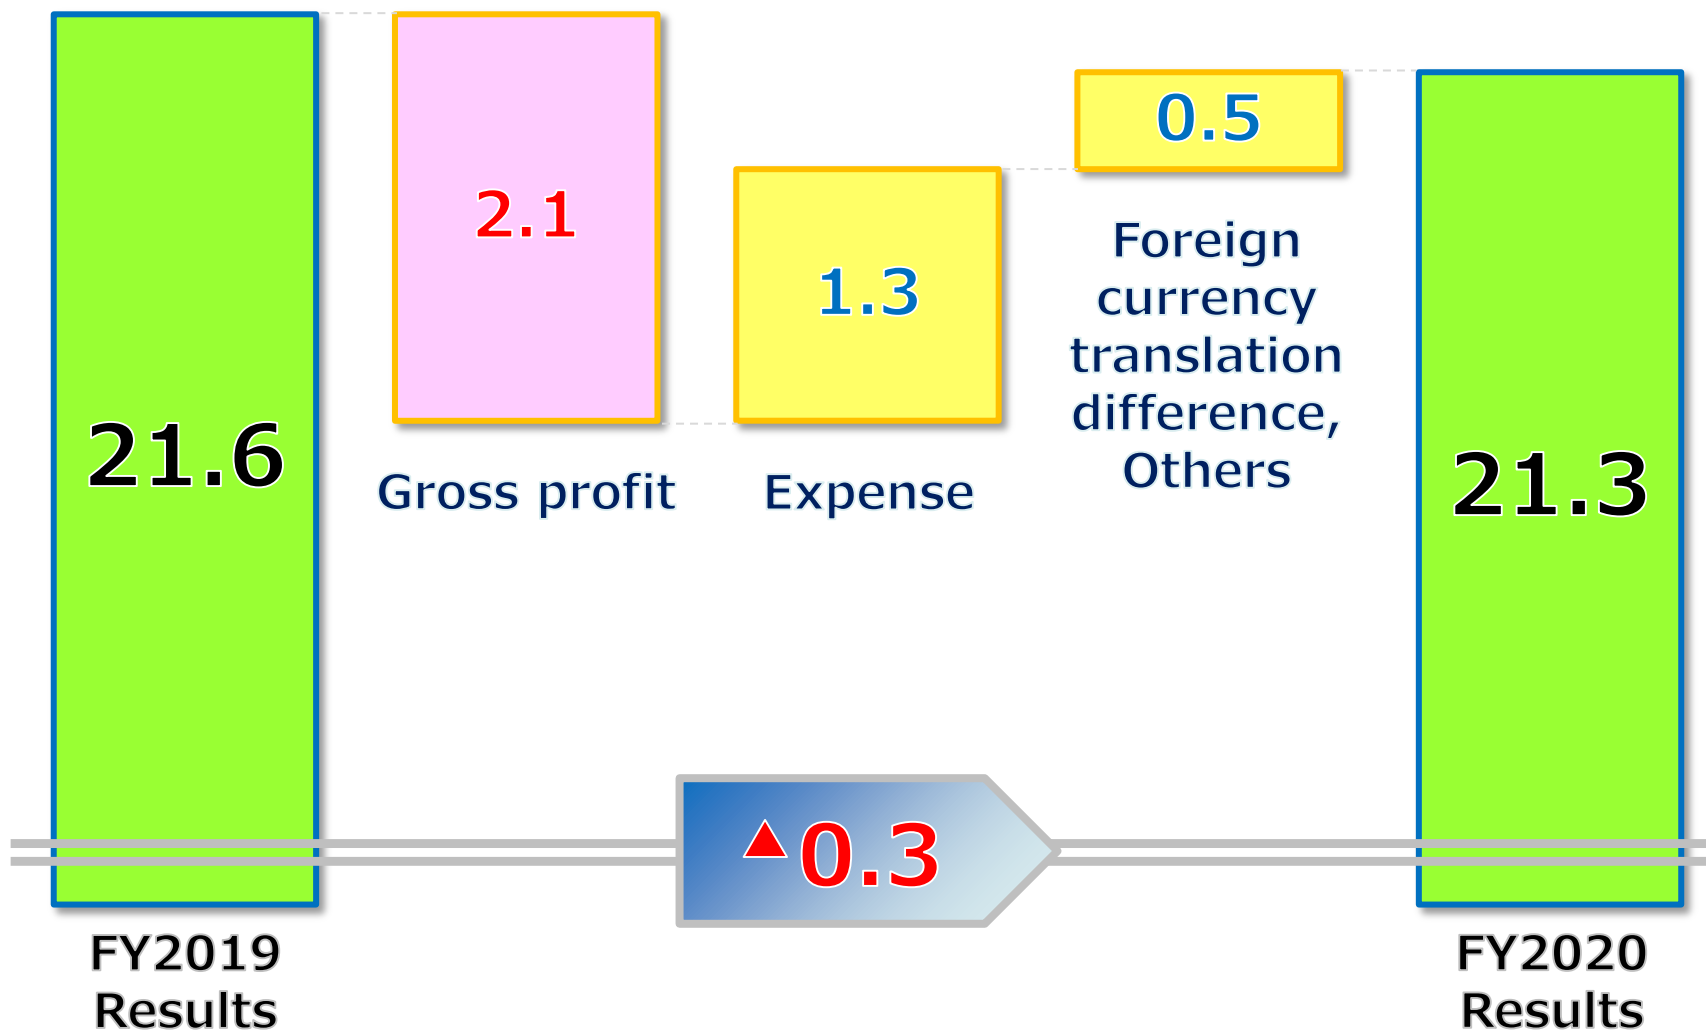 21.6
2.1
Gross profit
1.3
Expense
0.5
Foreign
currency
translation
difference,
Others
21.3
▲0.3
FY2019
Results
FY2020
Results